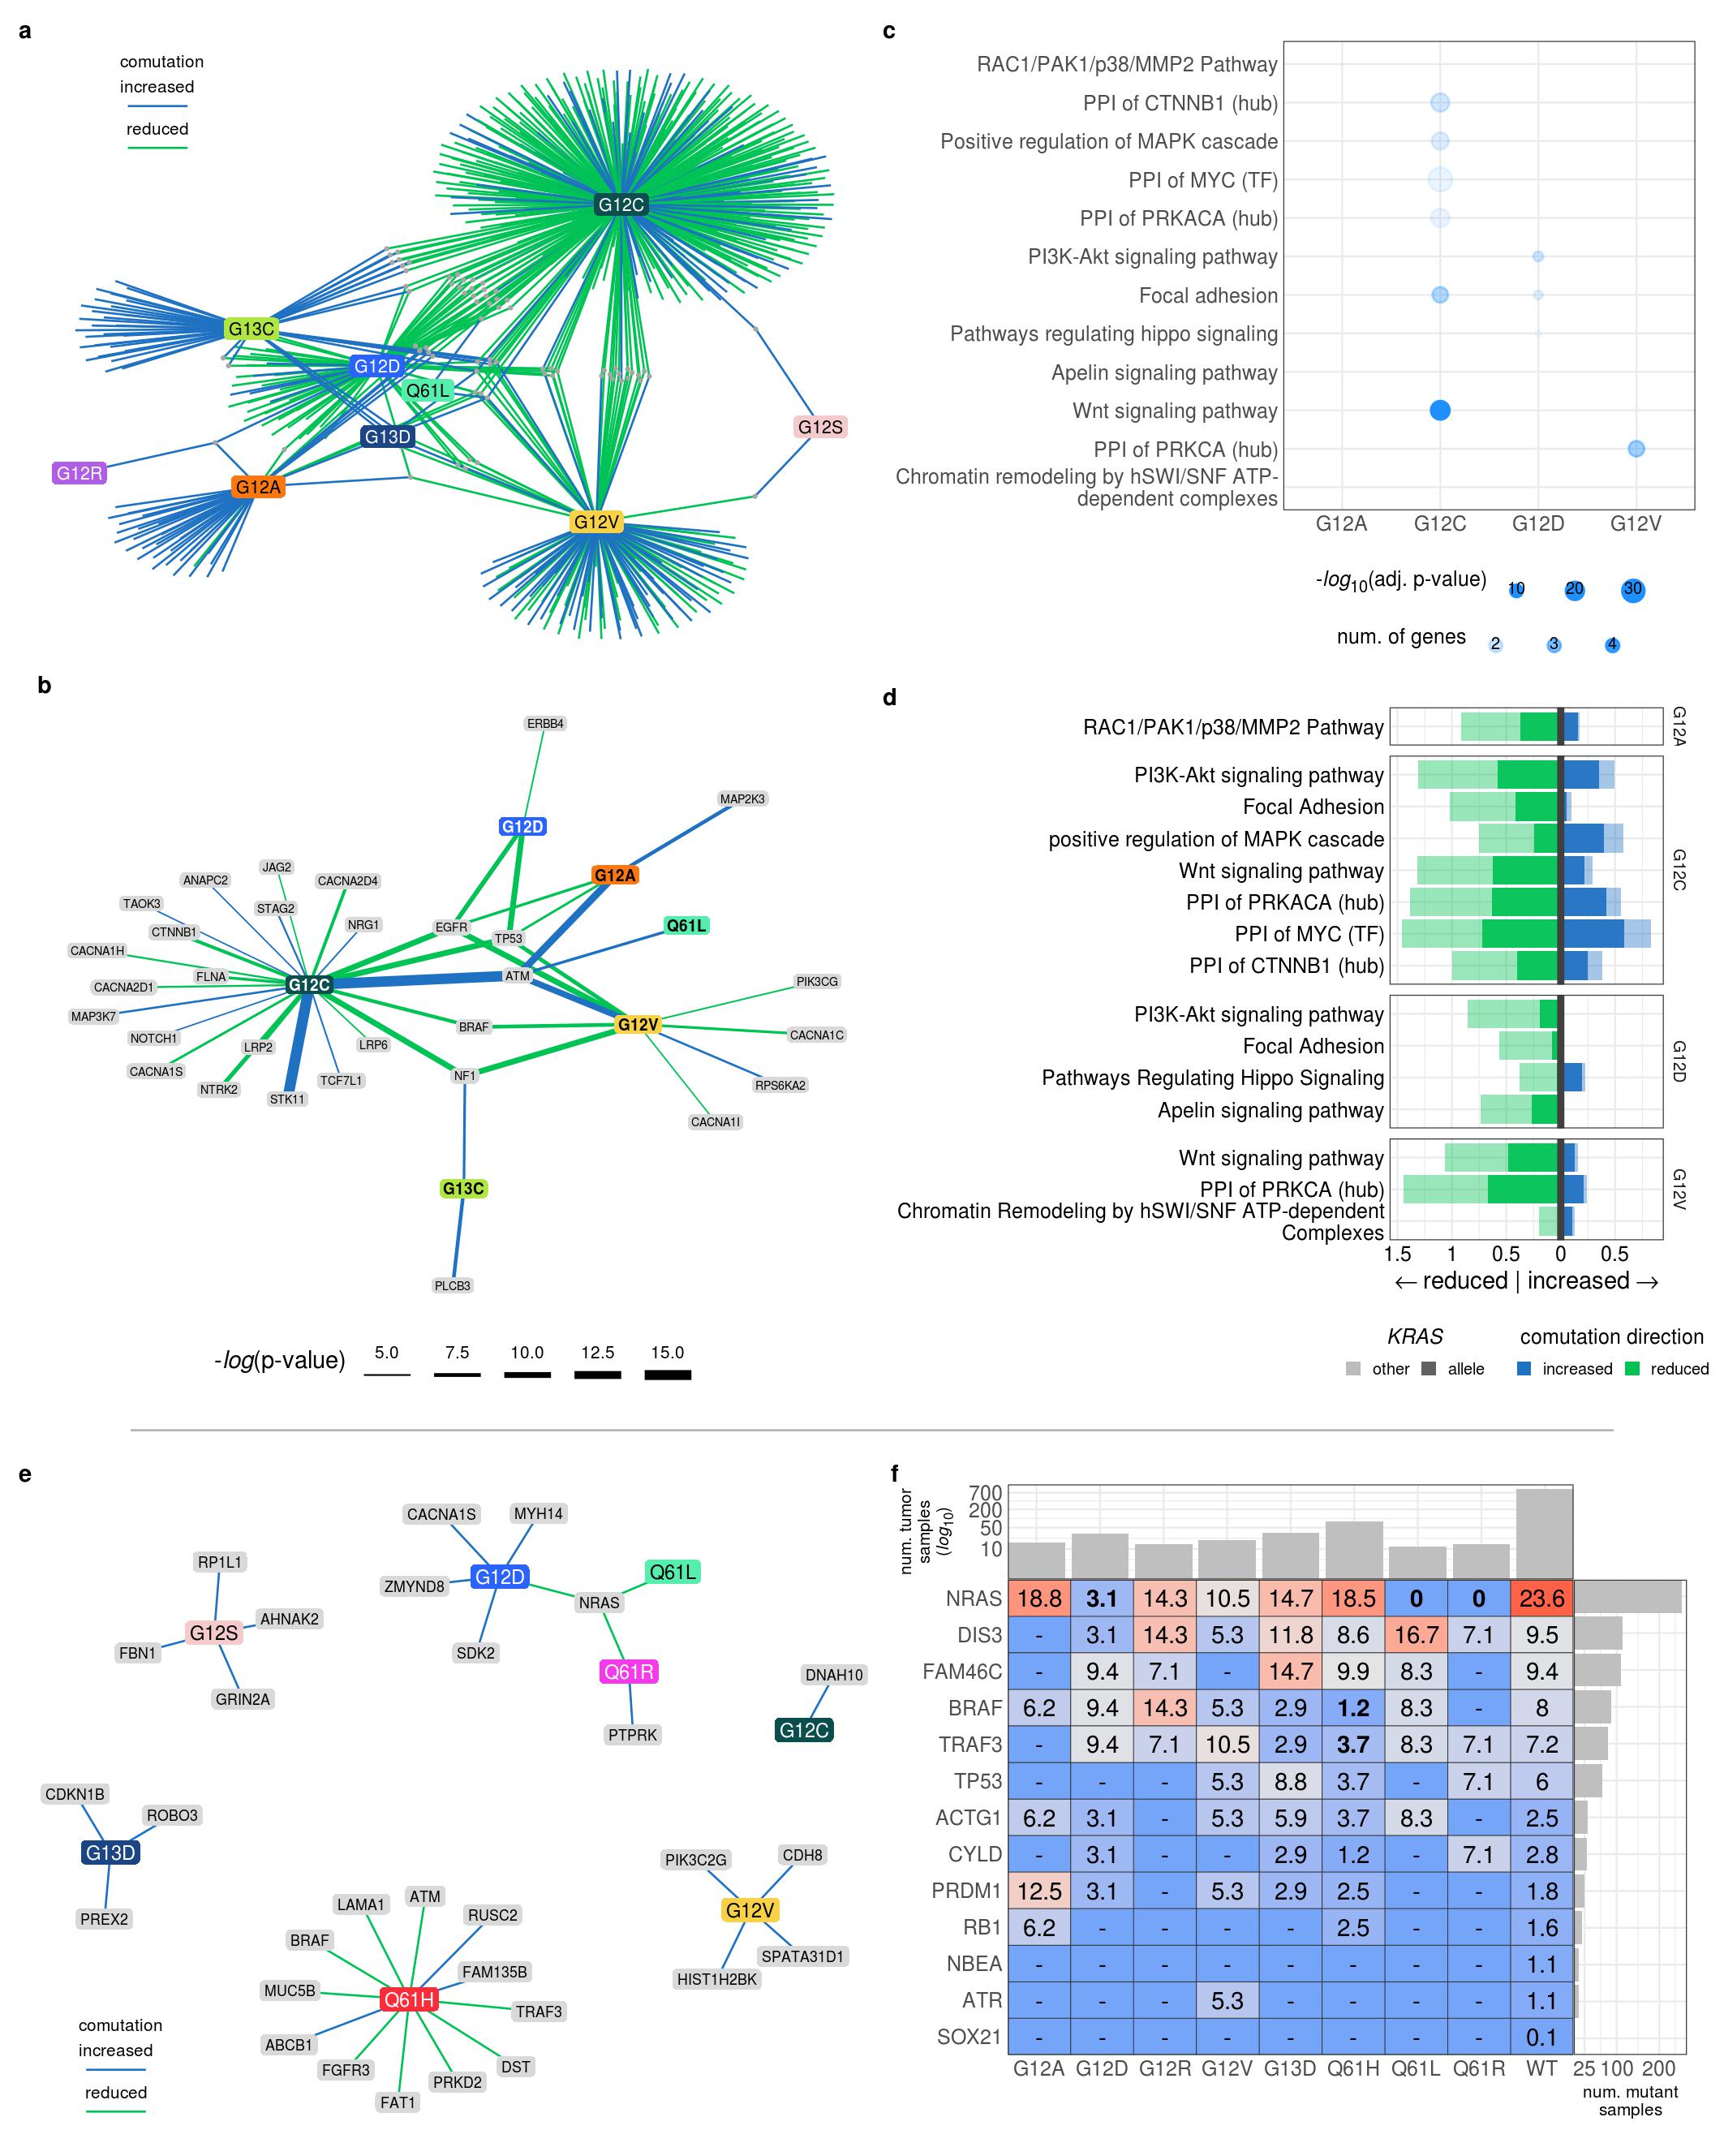 a
comutation
increased
reduced
G12C
G13C
G12D
Q61L
G13D
G12S
G12R
G12A
G12V
b
ERBB4
MAP2K3
G12D
G12A
JAG2
ANAPC2
CACNA2D4
TAOK3
STAG2
NRG1
CTNNB1
EGFR
TP53
Q61L
CACNA1H
FLNA
ATM
G12C
CACNA2D1
PIK3CG
MAP3K7
BRAF
G12V
CACNA1C
NOTCH1
LRP2
LRP6
CACNA1S
NTRK2
TCF7L1
STK11
NF1
RPS6KA2
CACNA1I
G13C
PLCB3
-log(p-value)
5.0 7.5 10.0 12.5 15.0
c
RAC1/PAK1/p38/MMP2 Pathway
PPI of CTNNB1 (hub)
Positive regulation of MAPK cascade
PPI of MYC (TF)
PPI of PRKACA (hub)
PI3K-Akt signaling pathway
Focal adhesion
Pathways regulating hippo signaling
Apelin signaling pathway
Wnt signaling pathway
PPI of PRKCA (hub)
Chromatin remodeling by hSWI/SNF ATP-
dependent complexes
G12A G12C G12D G12V
-log10(adj. p-value) 10 20 30
num. of genes 2 3 4
d
RAC1/PAK1/p38/MMP2 Pathway
G12A
PI3K-Akt signaling pathway
Focal Adhesion
positive regulation of MAPK cascade
Wnt signaling pathway
PPI of PRKACA (hub)
PPI of MYC (TF)
PPI of CTNNB1 (hub)
G12C
PI3K-Akt signaling pathway
Focal Adhesion
Pathways Regulating Hippo Signaling
Apelin signaling pathway
G12D
Wnt signaling pathway
PPI of PRKCA (hub)
Chromatin Remodeling by hSWI/SNF ATP-dependent
Complexes
G12V
1.5 1 0.5 0 0.5
← reduced | increased →
KRAS
other allele
comutation direction
increased reduced
e
RP1L1
AHNAK2
G12S
FBN1
GRIN2A
CACNA1S
MYH14
G12D
ZMYND8
SDK2
NRAS
Q61L
Q61R
PTPRK
DNAH10
G12C
CDKN1B
ROBO3
G13D
PREX2
LAMA1
ATM
RUSC2
BRAF
FAM135B
MUC5B
Q61H
TRAF3
ABCB1
FGFR3
FAT1
PRKD2
DST
PIK3C2G
CDH8
G12V
SPATA31D1
HIST1H2BK
comutation
increased
reduced
f
num. tumor
samples
(log10)
700
200
50
10
NRAS 18.8 3.1 14.3 10.5 14.7 18.5 0 0 23.6
DIS3 - 3.1 14.3 5.3 11.8 8.6 16.7 7.1 9.5
FAM46C - 9.4 7.1 - 14.7 9.9 8.3 - 9.4
BRAF 6.2 9.4 14.3 5.3 2.9 1.2 8.3 - 8
TRAF3 - 9.4 7.1 10.5 2.9 3.7 8.3 7.1 7.2
TP53 - - - 5.3 8.8 3.7 - 7.1 6
ACTG1 6.2 3.1 - 5.3 5.9 3.7 8.3 - 2.5
CYLD - 3.1 - - 2.9 1.2 - 7.1 2.8
PRDM1 12.5 3.1 - 5.3 2.9 2.5 - - 1.8
RB1 6.2 - - - - 2.5 - - 1.6
NBEA - - - - - - - - 1.1
ATR - - - 5.3 - - - - 1.1
SOX21 - - - - - - - - 0.1
G12A G12D G12R G12V G13D Q61H Q61L Q61R WT
25 100 200
num. mutant
samples